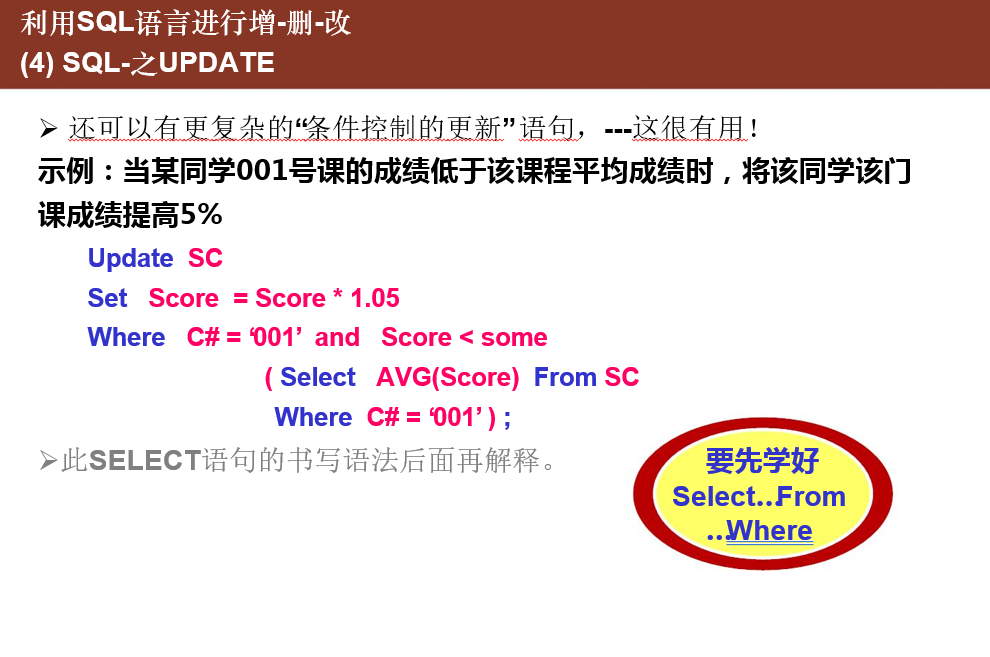 利用SQL语言进行增-删-改
(4) SQL-之UPDATE
➢ 还可以有更复杂的“条件控制的更新”语句，---这很有用！
示例：当某同学001号课的成绩低于该课程平均成绩时，将该同学该门
课成绩提高5%
Update SC
Set Score = Score * 1.05
Where C# = ‘001’ and Score < some
( Select AVG(Score) From SC
Where C# = ‘001’ ) ;
➢此SELECT语句的书写语法后面再解释。
要先学好
Select…From
…Where